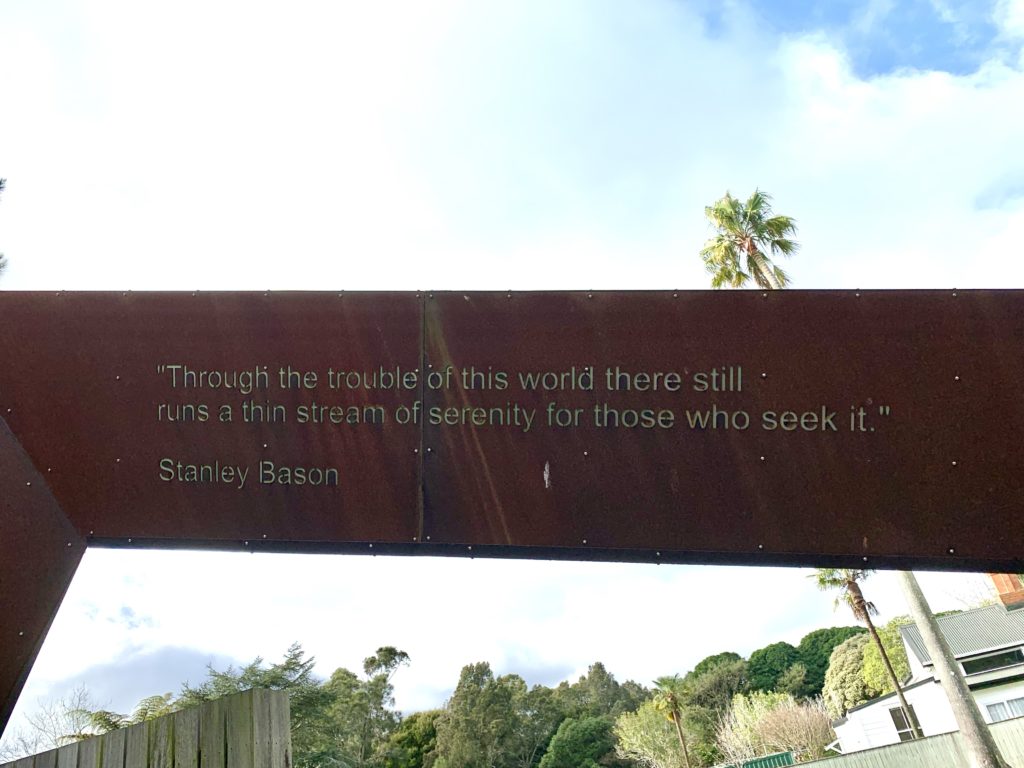 "Through the trouble of this world there still
runs a thin stream of serenity for those who seek it."
Stanley Bason